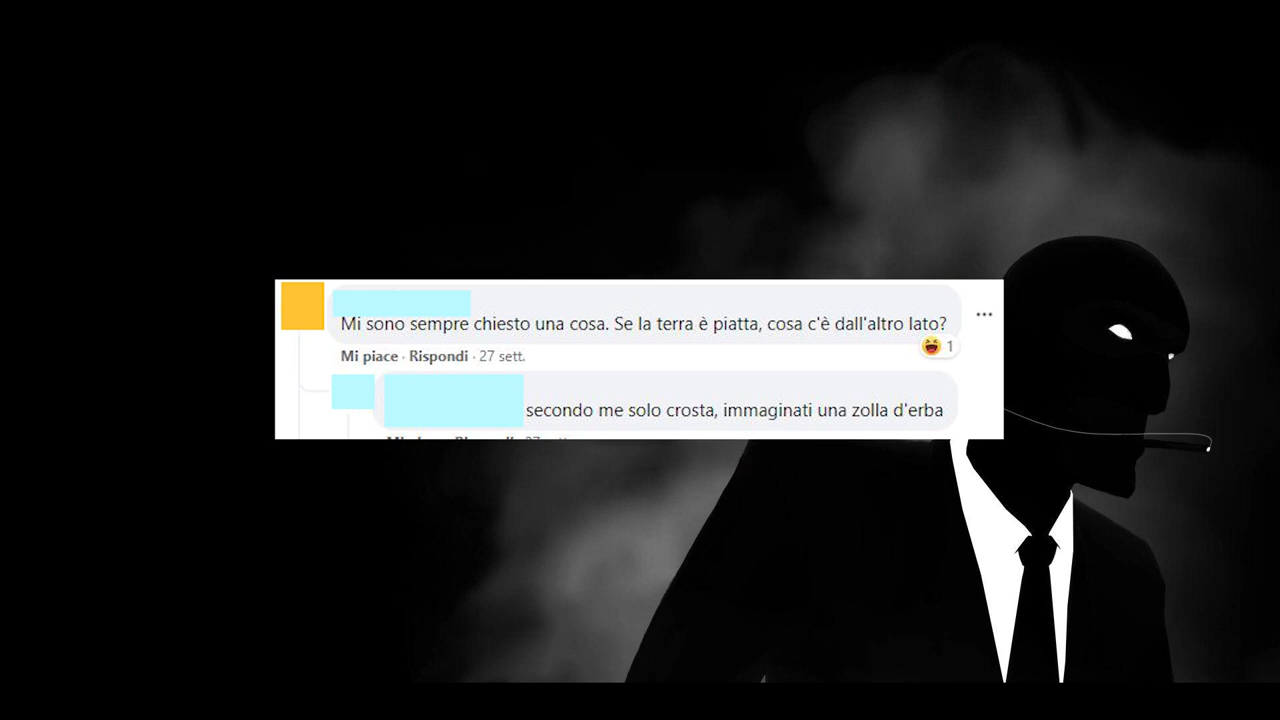 Mi sono sempre chiesto una cosa. Se la terra è piatta, cosa c'è dall'altro lato?
1
Mi piace · Rispondi · 27 sett.
secondo me solo crosta, immaginati una zolla d'erba